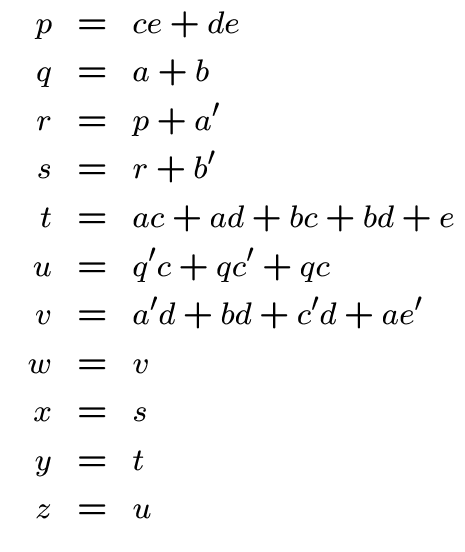 p = ce + de
q = a + b
r = p + a′
s = r + b′
t = ac + ad + bc + bd + e
u = q′c + qc′ + qc
v = a′d + bd + c′d + ae′
w = v
x = s
y = t
z = u